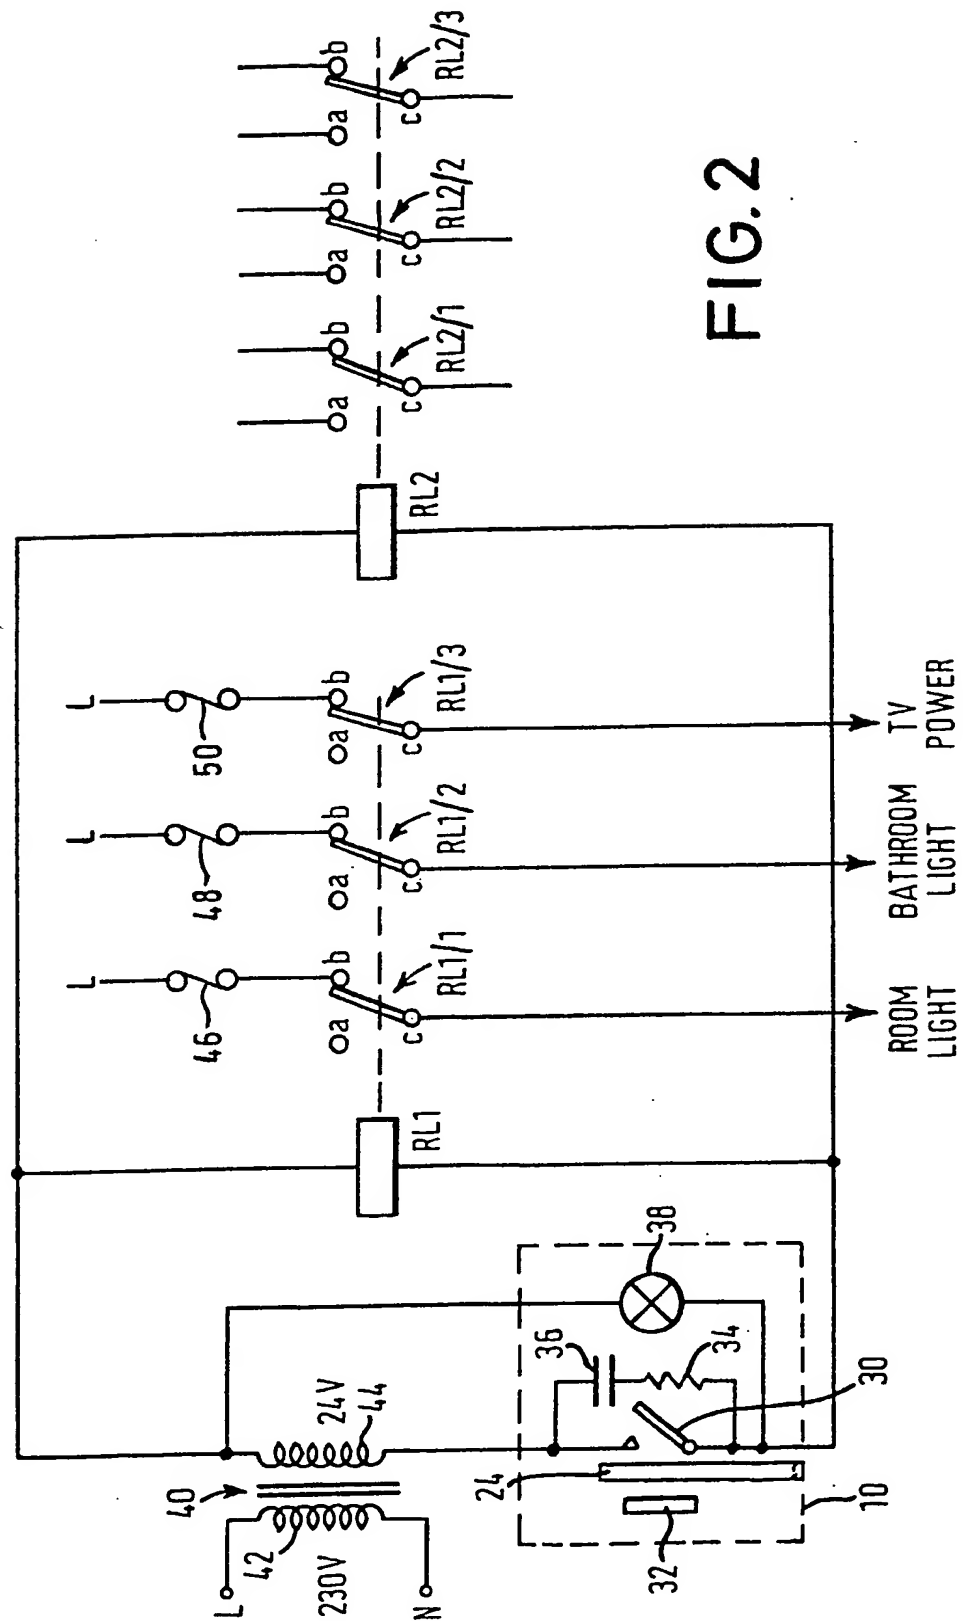 L
N
230V
42
40
24V
44
24
32
10
30
34
36
38
RL1
L
46
a
b
c
RL1/1
ROOM
LIGHT
L
48
a
b
c
RL1/2
BATHROOM
LIGHT
L
50
a
b
c
RL1/3
TV
POWER
RL2
a
b
c
RL2/1
a
b
c
RL2/2
a
b
c
RL2/3
FIG. 2